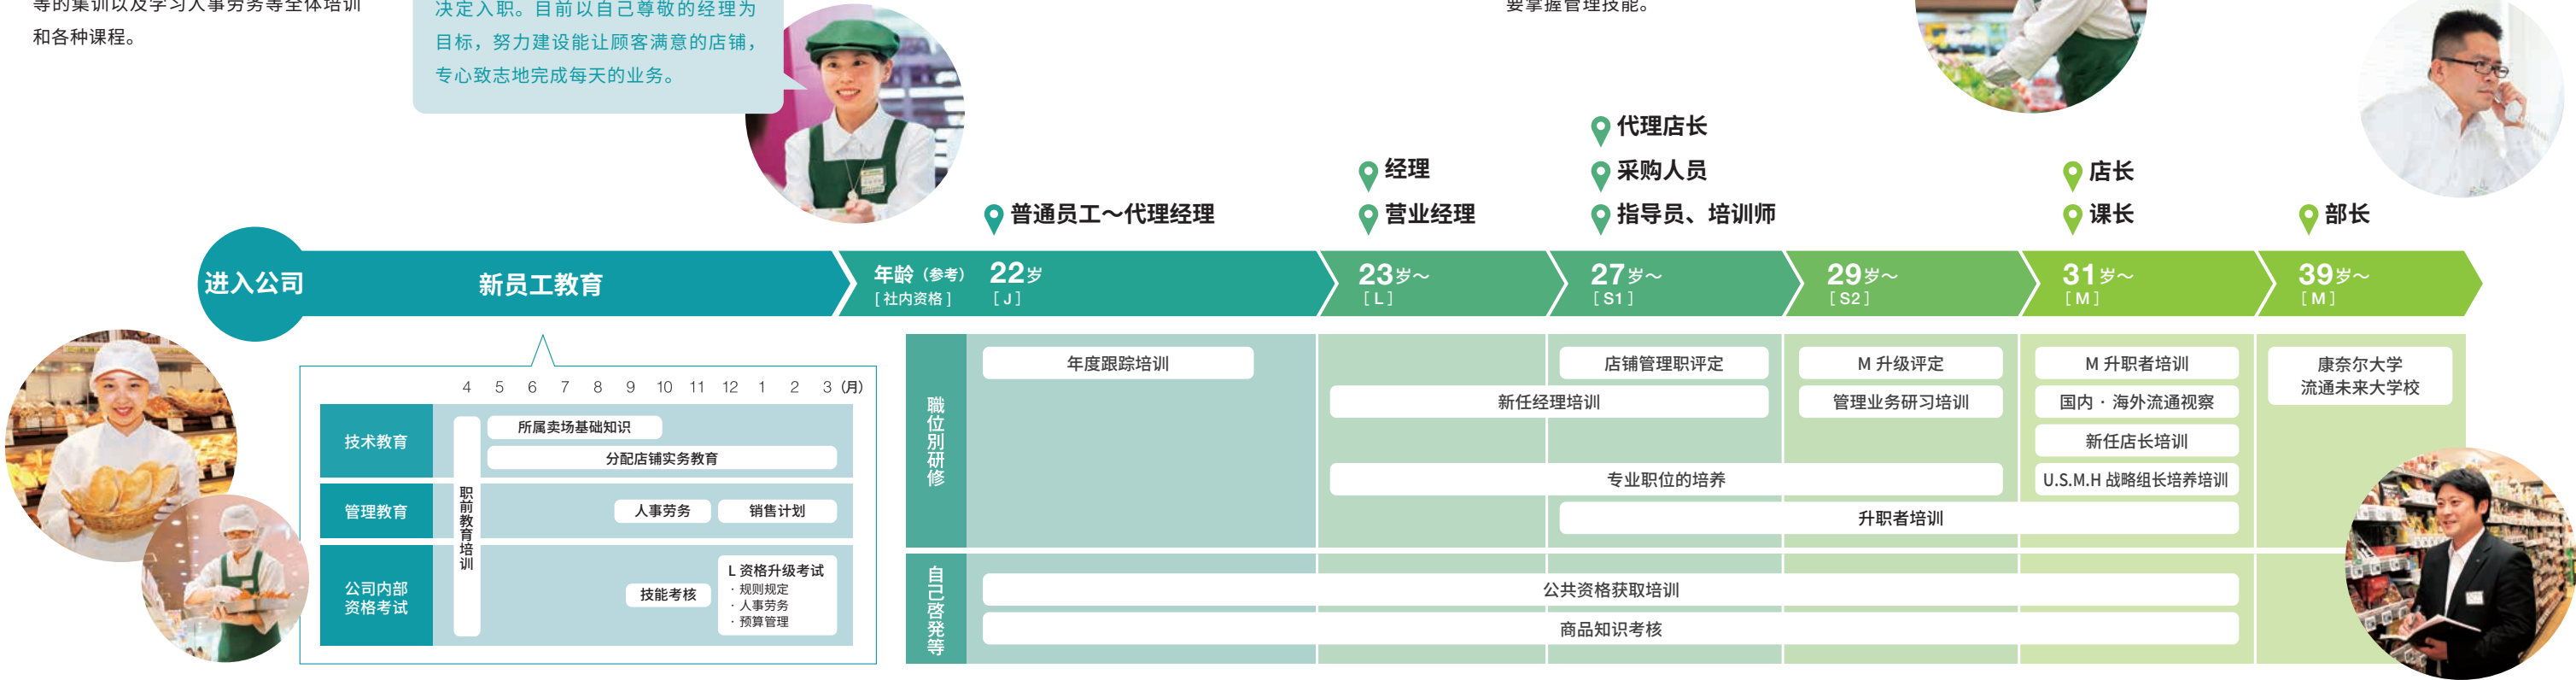 等的集训以及学习人事劳务等全体培训
和各种课程。
决定入职。目前以自己尊敬的经理为
目标，努力建设能让顾客满意的店铺，
专心致志地完成每天的业务。
要掌握管理技能。
普通员工～代理经理
经理
营业经理
代理店长
采购人员
指导员、培训师
店长
课长
部长
进入公司
新员工教育
年龄（参考）
[ 社内资格 ]
22岁
[ J ]
23岁～
[ L ]
27岁～
[ S1 ]
29岁～
[ S2 ]
31岁～
[ M ]
39岁～
[ M ]
4 5 6 7 8 9 10 11 12 1 2 3 (月)
技术教育
管理教育
公司内部
资格考试
职前教育培训
所属卖场基础知识
分配店铺实务教育
人事劳务
销售计划
技能考核
L 资格升级考试
· 规则规定
· 人事劳务
· 预算管理
職位別研修
年度跟踪培训
店铺管理职评定
M 升级评定
M 升职者培训
康奈尔大学
流通未来大学校
新任经理培训
管理业务研习培训
国内 · 海外流通视察
新任店长培训
专业职位的培养
U.S.M.H 战略组长培养培训
升职者培训
自己啓発等
公共资格获取培训
商品知识考核